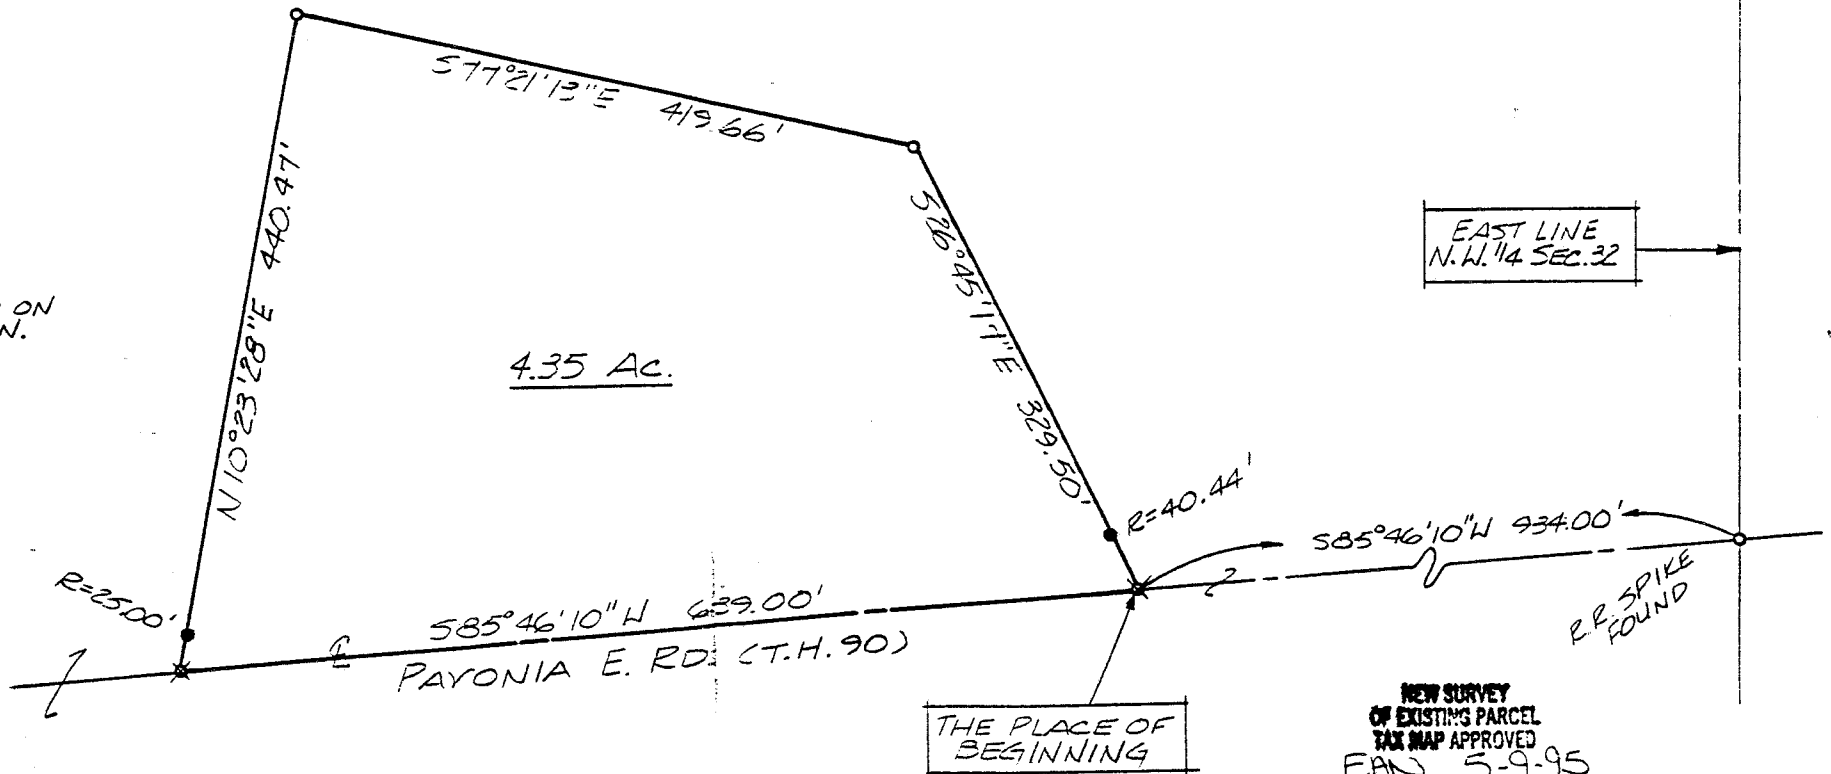 S77°21'13"E 419.66'
N10°23'28"E 440.47'
S26°45'17"E 329.50'
EAST LINE
N.W. 1/4 SEC. 32
ON
N.
4.35 Ac.
R=40.44'
S85°46'10"W 934.00'
R=25.00'
S85°46'10"W 639.00'
PAVONIA E. RD. (T.H. 90)
R.R. SPIKE
FOUND
THE PLACE OF
BEGINNING
NEW SURVEY
OF EXISTING PARCEL
TAX MAP APPROVED
5-9-95